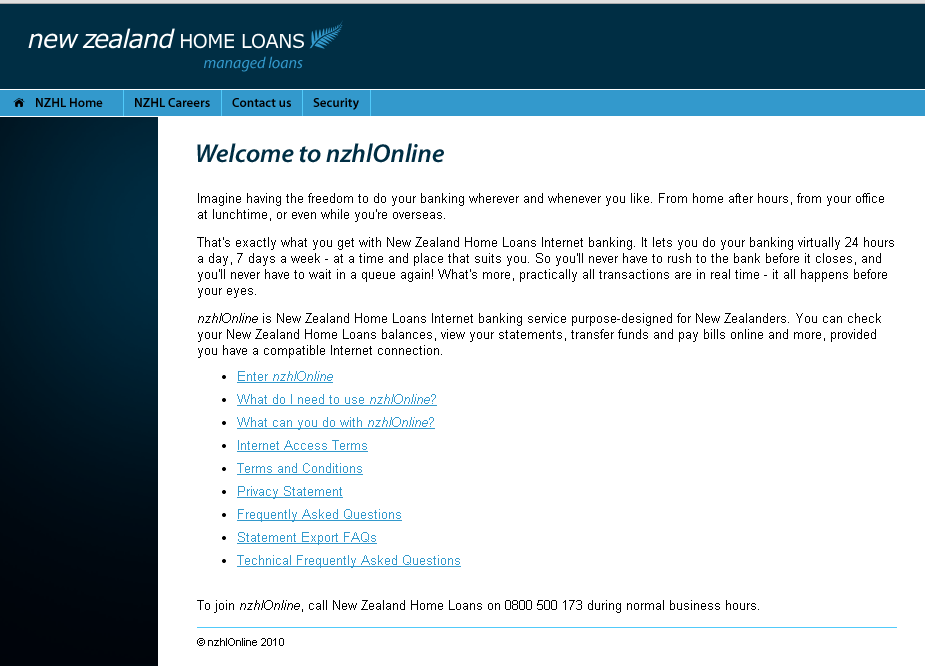 new zealand HOME LOANS
managed loans
NZHL Home NZHL Careers Contact us Security
Welcome to nzhlOnline
Imagine having the freedom to do your banking wherever and whenever you like. From home after hours, from your office
at lunchtime, or even while you're overseas.
That's exactly what you get with New Zealand Home Loans Internet banking. It lets you do your banking virtually 24 hours
a day, 7 days a week - at a time and place that suits you. So you'll never have to rush to the bank before it closes, and
you'll never have to wait in a queue again! What's more, practically all transactions are in real time - it all happens before
your eyes.
nzhlOnline is New Zealand Home Loans Internet banking service purpose-designed for New Zealanders. You can check
your New Zealand Home Loans balances, view your statements, transfer funds and pay bills online and more, provided
you have a compatible Internet connection.
• Enter nzhlOnline
• What do I need to use nzhlOnline?
• What can you do with nzhlOnline?
• Internet Access Terms
• Terms and Conditions
• Privacy Statement
• Frequently Asked Questions
• Statement Export FAQs
• Technical Frequently Asked Questions
To join nzhlOnline, call New Zealand Home Loans on 0800 500 173 during normal business hours.
© nzhlOnline 2010